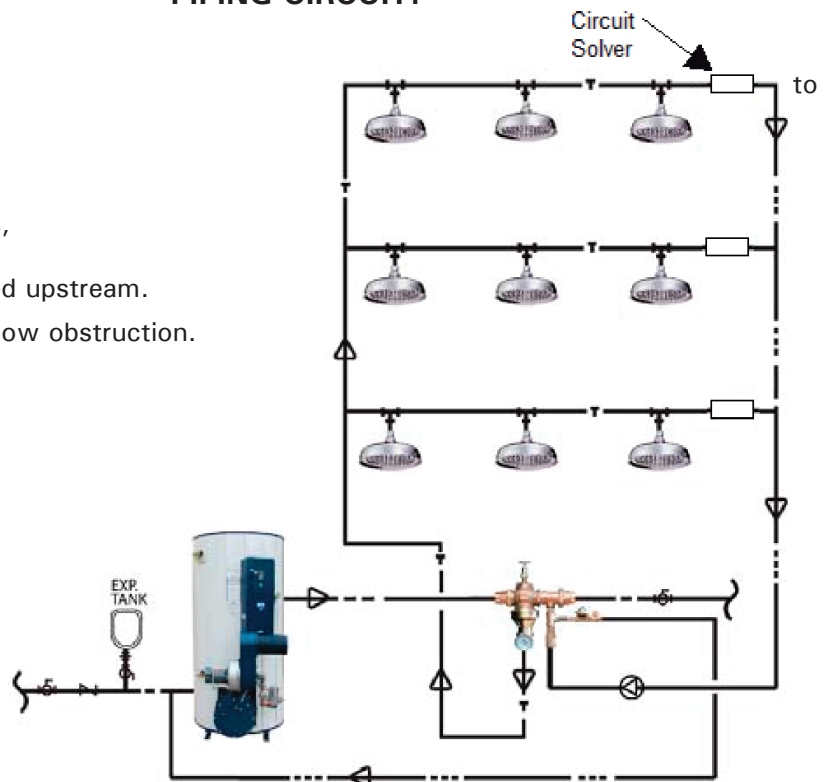 PIPING CIRCUIT.
Circuit
Solver
to
,
d upstream.
ow obstruction.
T
T
T
T
EXP.
TANK
T
T